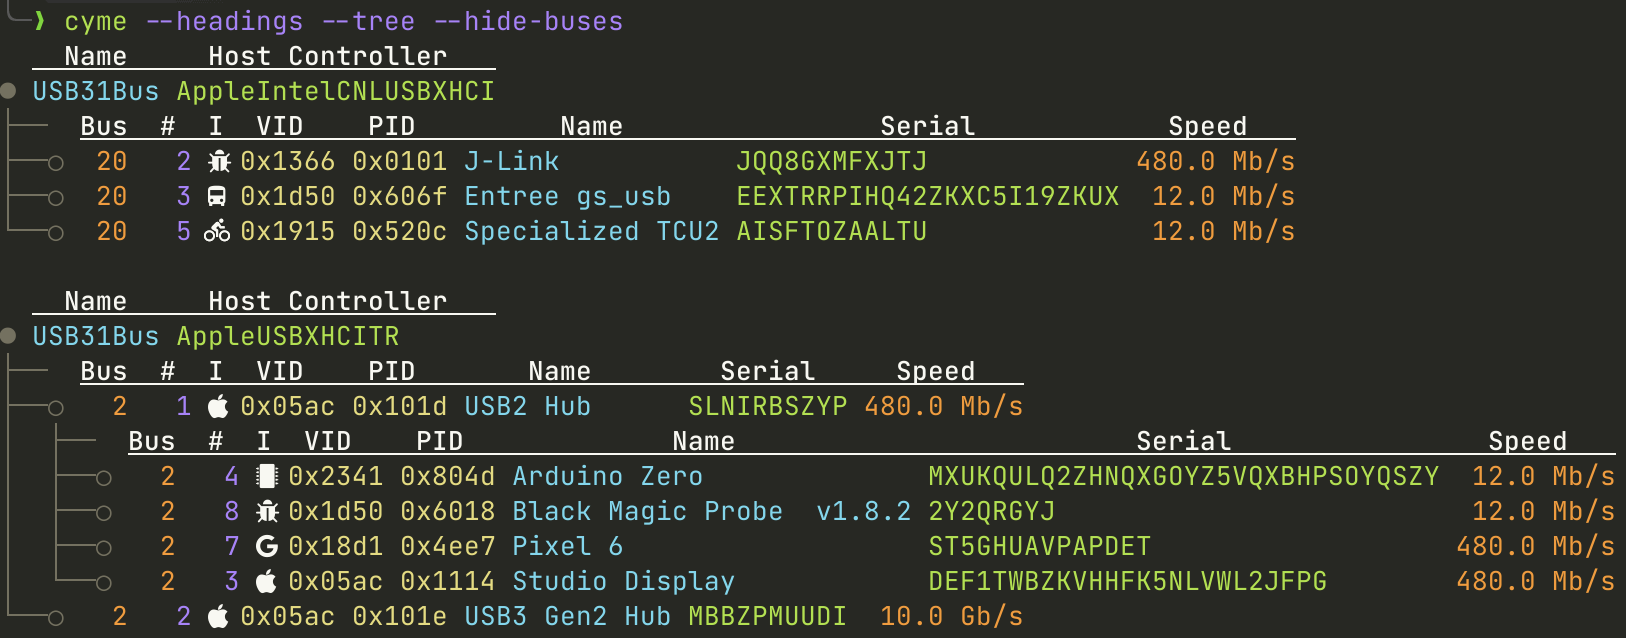 ❱ cyme --headings --tree --hide-buses
Name Host Controller
USB31Bus AppleIntelCNLUSBXHCI
Bus # I VID PID Name Serial Speed
20 2 0x1366 0x0101 J-Link JQQ8GXMFXJTJ 480.0 Mb/s
20 3 0x1d50 0x606f Entree gs_usb EEXTRRPIHQ42ZKXC5I19ZKUX 12.0 Mb/s
20 5 0x1915 0x520c Specialized TCU2 AISFTOZAALTU 12.0 Mb/s
Name Host Controller
USB31Bus AppleUSBXHCITR
Bus # I VID PID Name Serial Speed
2 1 0x05ac 0x101d USB2 Hub SLNIRBSZYP 480.0 Mb/s
Bus # I VID PID Name Serial Speed
2 4 0x2341 0x804d Arduino Zero MXUKQULQ2ZHNQXGOYZ5VQXBHPSOYQSZY 12.0 Mb/s
2 8 0x1d50 0x6018 Black Magic Probe  v1.8.2 2Y2QRGYJ 12.0 Mb/s
2 7 G 0x18d1 0x4ee7 Pixel 6 ST5GHUAVPAPDET 480.0 Mb/s
2 3 0x05ac 0x1114 Studio Display DEF1TWBZKVHHFK5NLVWL2JFPG 480.0 Mb/s
2 2 0x05ac 0x101e USB3 Gen2 Hub MBBZPMUUDI 10.0 Gb/s